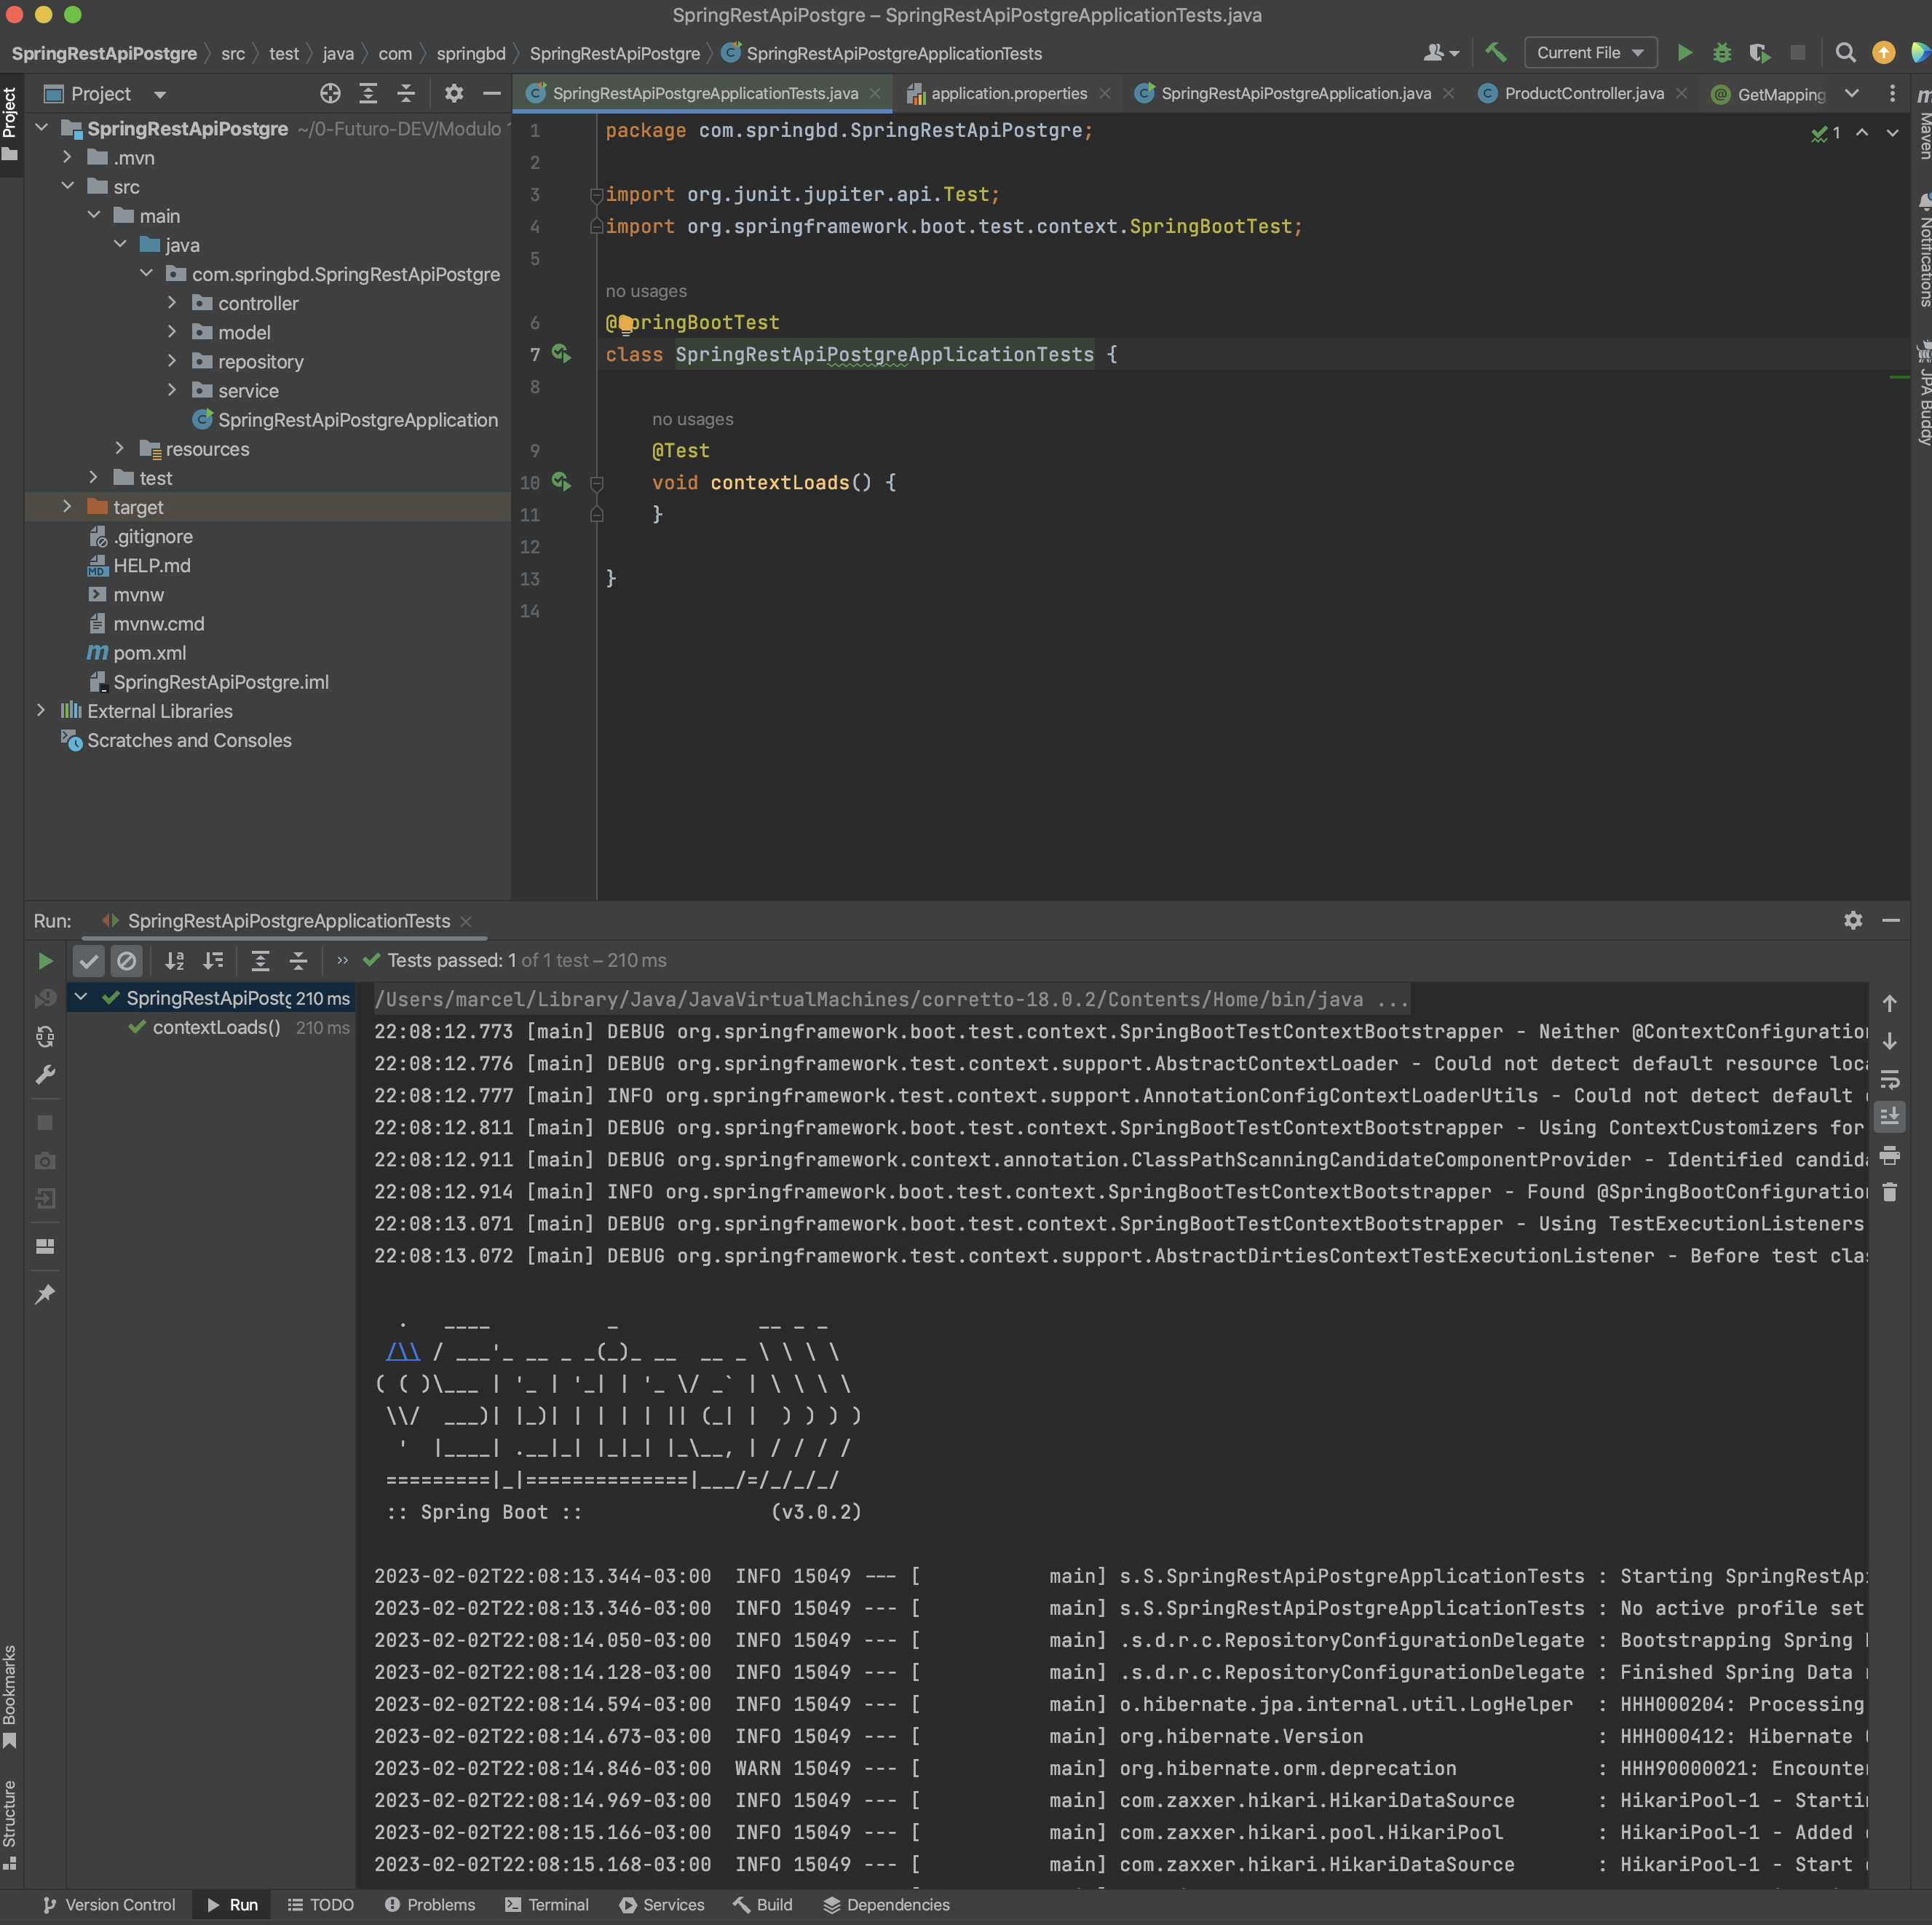 SpringRestApiPostgre – SpringRestApiPostgreApplicationTests.java
SpringRestApiPostgre src test java com springbd SpringRestApiPostgre SpringRestApiPostgreApplicationTests
Current File
Project
SpringRestApiPostgreApplicationTests.java application.properties SpringRestApiPostgreApplication.java ProductController.java GetMapping
Project
Maven
Notifications
JPA Buddy
SpringRestApiPostgre ~/0-Futuro-DEV/Modulo
.mvn
src
main
java
com.springbd.SpringRestApiPostgre
controller
model
repository
service
SpringRestApiPostgreApplication
resources
test
target
.gitignore
HELP.md
mvnw
mvnw.cmd
pom.xml
SpringRestApiPostgre.iml
External Libraries
Scratches and Consoles
1 package com.springbd.SpringRestApiPostgre;
1
2
3 import org.junit.jupiter.api.Test;
4 import org.springframework.boot.test.context.SpringBootTest;
5
no usages
6 @SpringBootTest
7 class SpringRestApiPostgreApplicationTests {
8
no usages
9 @Test
10 void contextLoads() {
11 }
12
13 }
14
Run: SpringRestApiPostgreApplicationTests
Tests passed: 1 of 1 test – 210 ms
SpringRestApiPostg 210 ms
contextLoads() 210 ms
/Users/marcel/Library/Java/JavaVirtualMachines/corretto-18.0.2/Contents/Home/bin/java ...
22:08:12.773 [main] DEBUG org.springframework.boot.test.context.SpringBootTestContextBootstrapper - Neither @ContextConfiguration
22:08:12.776 [main] DEBUG org.springframework.test.context.support.AbstractContextLoader - Could not detect default resource loca
22:08:12.777 [main] INFO org.springframework.test.context.support.AnnotationConfigContextLoaderUtils - Could not detect default
22:08:12.811 [main] DEBUG org.springframework.boot.test.context.SpringBootTestContextBootstrapper - Using ContextCustomizers for
22:08:12.911 [main] DEBUG org.springframework.context.annotation.ClassPathScanningCandidateComponentProvider - Identified candida
22:08:12.914 [main] INFO org.springframework.boot.test.context.SpringBootTestContextBootstrapper - Found @SpringBootConfiguration
22:08:13.071 [main] DEBUG org.springframework.boot.test.context.SpringBootTestContextBootstrapper - Using TestExecutionListeners
22:08:13.072 [main] DEBUG org.springframework.test.context.support.AbstractDirtiesContextTestExecutionListener - Before test clas
  .   ____          _            __ _ _
 /\\ / ___'_ __ _ _(_)_ __  __ _ \ \ \ \
( ( )\___ | '_ | '_| | '_ \/ _` | \ \ \ \
 \\/  ___)| |_)| | | | | || (_| |  ) ) ) )
  '  |____| .__|_| |_|_| |_\__, | / / / /
 =========|_|==============|___/=/_/_/_/
 :: Spring Boot ::                (v3.0.2)
2023-02-02T22:08:13.344-03:00  INFO 15049 --- [           main] s.S.SpringRestApiPostgreApplicationTests : Starting SpringRestAp
2023-02-02T22:08:13.346-03:00  INFO 15049 --- [           main] s.S.SpringRestApiPostgreApplicationTests : No active profile set
2023-02-02T22:08:14.050-03:00  INFO 15049 --- [           main] .s.d.r.c.RepositoryConfigurationDelegate : Bootstrapping Spring
2023-02-02T22:08:14.128-03:00  INFO 15049 --- [           main] .s.d.r.c.RepositoryConfigurationDelegate : Finished Spring Data
2023-02-02T22:08:14.594-03:00  INFO 15049 --- [           main] o.hibernate.jpa.internal.util.LogHelper  : HHH000204: Processing
2023-02-02T22:08:14.673-03:00  INFO 15049 --- [           main] org.hibernate.Version                    : HHH000412: Hibernate
2023-02-02T22:08:14.846-03:00  WARN 15049 --- [           main] org.hibernate.orm.deprecation            : HHH90000021: Encounte
2023-02-02T22:08:14.969-03:00  INFO 15049 --- [           main] com.zaxxer.hikari.HikariDataSource       : HikariPool-1 - Starti
2023-02-02T22:08:15.166-03:00  INFO 15049 --- [           main] com.zaxxer.hikari.pool.HikariPool        : HikariPool-1 - Added
2023-02-02T22:08:15.168-03:00  INFO 15049 --- [           main] com.zaxxer.hikari.HikariDataSource       : HikariPool-1 - Start
Bookmarks
Structure
Version Control Run TODO Problems Terminal Services Build Dependencies